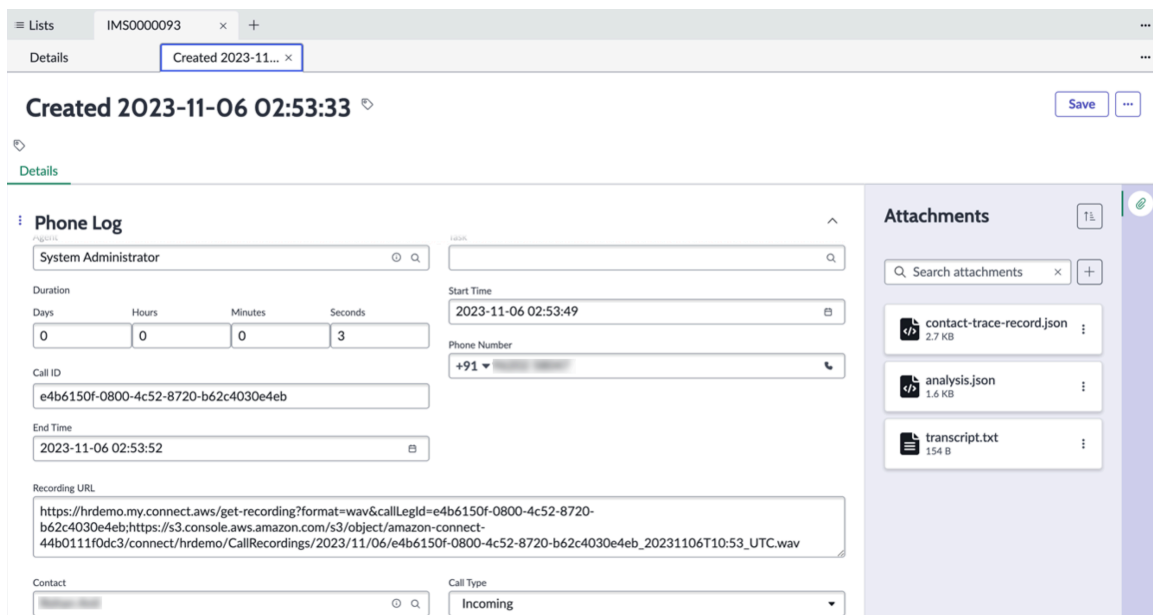 Lists
IMS0000093
Details
Created 2023-11...
Created 2023-11-06 02:53:33
Save
Details
Phone Log
Attachments
Agent
Task
System Administrator
Search attachments
Duration
Start Time
Days
Hours
Minutes
Seconds
2023-11-06 02:53:49
0
0
0
3
contact-trace-record.json
2.7 KB
Phone Number
+91
Call ID
e4b6150f-0800-4c52-8720-b62c4030e4eb
analysis.json
1.6 KB
End Time
2023-11-06 02:53:52
transcript.txt
154 B
Recording URL
https://hrdemo.my.connect.aws/get-recording?format=wav&callLegId=e4b6150f-0800-4c52-8720-
b62c4030e4eb;https://s3.console.aws.amazon.com/s3/object/amazon-connect-
44b0111f0dc3/connect/hrdemo/CallRecordings/2023/11/06/e4b6150f-0800-4c52-8720-b62c4030e4eb_20231106T10:53_UTC.wav
Contact
Call Type
Incoming